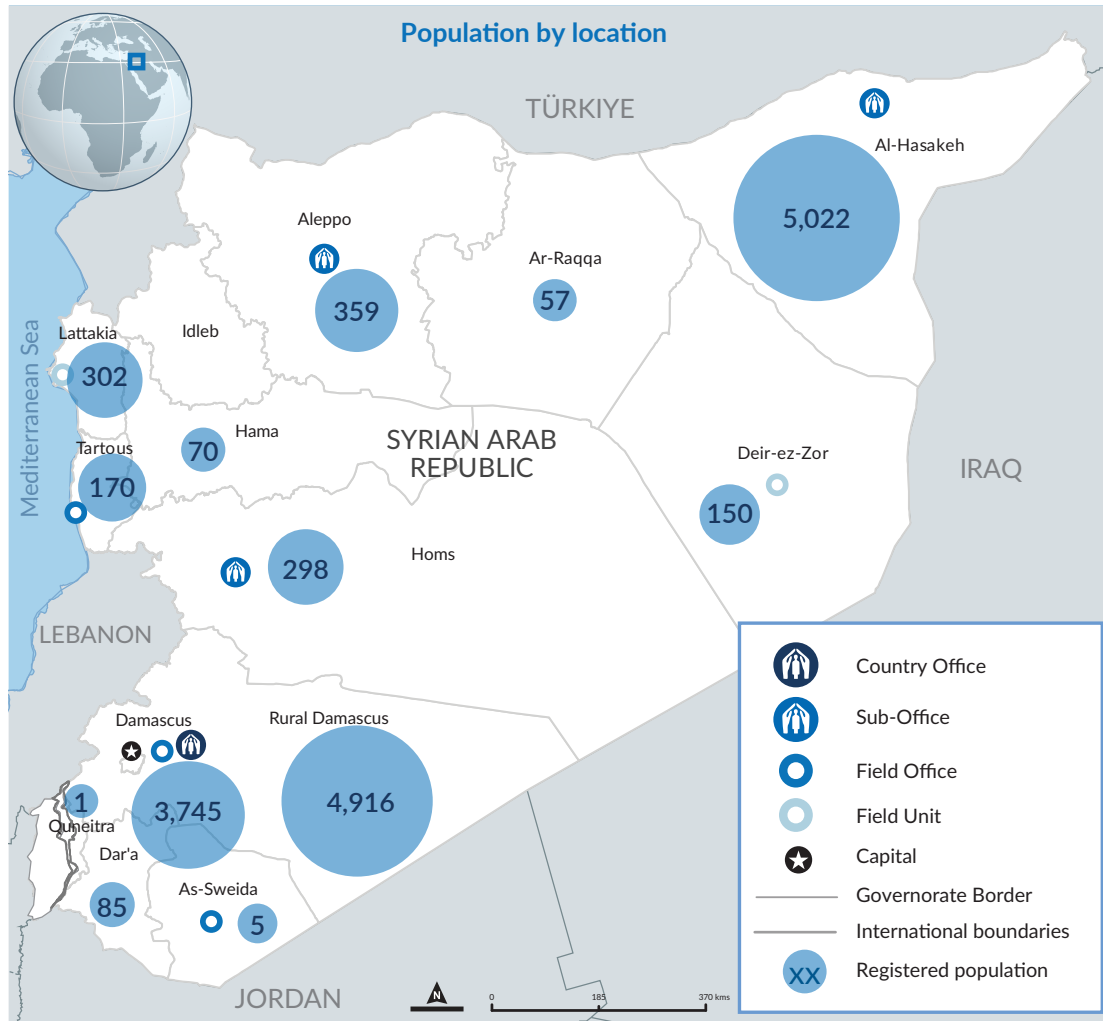 Population by location
TÜRKIYE
Al-Hasakeh
5,022
Aleppo
359
Ar-Raqqa
57
Idleb
Lattakia
302
Mediterranean Sea
Hama
70
SYRIAN ARAB
REPUBLIC
Tartous
170
Deir-ez-Zor
150
IRAQ
Homs
298
LEBANON
Damascus
3,745
Rural Damascus
4,916
1
Quneitra
Dar'a
85
As-Sweida
5
JORDAN
N
0 185 370 kms
Country Office
Sub-Office
Field Office
Field Unit
Capital
Governorate Border
International boundaries
xx Registered population